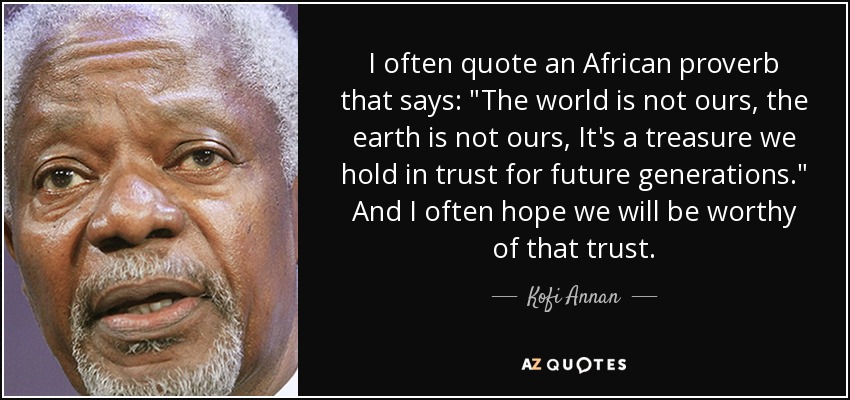 I often quote an African proverb
that says: "The world is not ours, the
earth is not ours, It's a treasure we
hold in trust for future generations."
And I often hope we will be worthy
of that trust.
Kofi Annan
AZ QUOTES